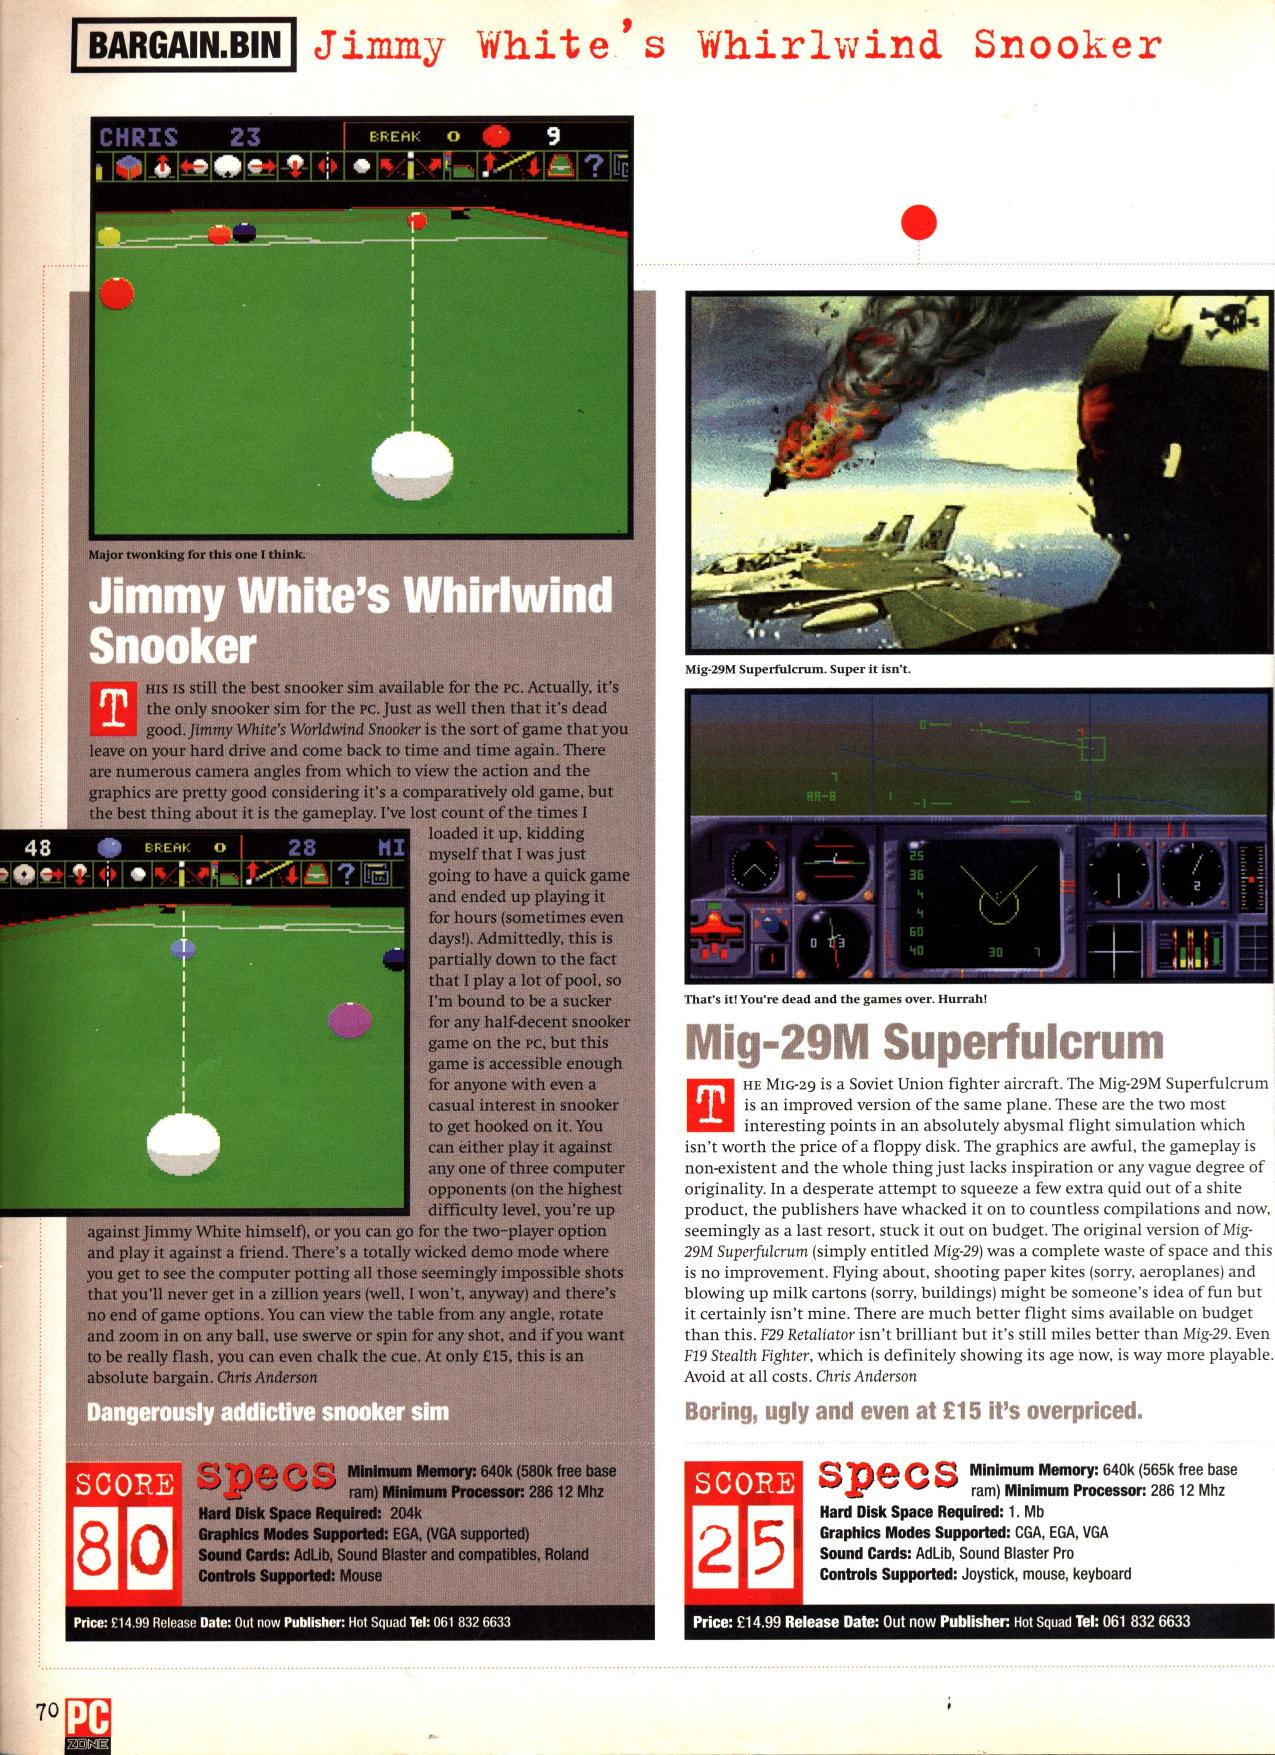 BARGAIN.BIN Jimmy White's Whirlwind Snooker
CHRIS 23 BREAK 0 9
?
Major twonking for this one I think.
Jimmy White's Whirlwind
Snooker
THIS IS still the best snooker sim available for the PC. Actually, it's
the only snooker sim for the PC. Just as well then that it's dead
good. Jimmy White's Worldwind Snooker is the sort of game that you
leave on your hard drive and come back to time and time again. There
are numerous camera angles from which to view the action and the
graphics are pretty good considering it's a comparatively old game, but
the best thing about it is the gameplay. I've lost count of the times I
loaded it up, kidding
myself that I was just
going to have a quick game
and ended up playing it
for hours (sometimes even
days!). Admittedly, this is
partially down to the fact
that I play a lot of pool, so
I'm bound to be a sucker
for any half-decent snooker
game on the PC, but this
game is accessible enough
for anyone with even a
casual interest in snooker
to get hooked on it. You
can either play it against
any one of three computer
opponents (on the highest
difficulty level, you're up
against Jimmy White himself), or you can go for the two-player option
and play it against a friend. There's a totally wicked demo mode where
you get to see the computer potting all those seemingly impossible shots
that you'll never get in a zillion years (well, I won't, anyway) and there's
no end of game options. You can view the table from any angle, rotate
and zoom in on any ball, use swerve or spin for any shot, and if you want
to be really flash, you can even chalk the cue. At only £15, this is an
absolute bargain. Chris Anderson
48 BREAK 0 28 MI
?
Dangerously addictive snooker sim
SCORE
80
specs Minimum Memory: 640k (580k free base
ram) Minimum Processor: 286 12 Mhz
Hard Disk Space Required: 204k
Graphics Modes Supported: EGA, (VGA supported)
Sound Cards: AdLib, Sound Blaster and compatibles, Roland
Controls Supported: Mouse
Price: £14.99 Release Date: Out now Publisher: Hot Squad Tel: 061 832 6633
Mig-29M Superfulcrum. Super it isn't.
0
7
AA-8 1 -1 0
25
36
4
4
60
40 30 7
0 1 3
2
That's it! You're dead and the games over. Hurrah!
Mig-29M Superfulcrum
THE MIG-29 is a Soviet Union fighter aircraft. The Mig-29M Superfulcrum
is an improved version of the same plane. These are the two most
interesting points in an absolutely abysmal flight simulation which
isn't worth the price of a floppy disk. The graphics are awful, the gameplay is
non-existent and the whole thing just lacks inspiration or any vague degree of
originality. In a desperate attempt to squeeze a few extra quid out of a shite
product, the publishers have whacked it on to countless compilations and now,
seemingly as a last resort, stuck it out on budget. The original version of Mig-
29M Superfulcrum (simply entitled Mig-29) was a complete waste of space and this
is no improvement. Flying about, shooting paper kites (sorry, aeroplanes) and
blowing up milk cartons (sorry, buildings) might be someone's idea of fun but
it certainly isn't mine. There are much better flight sims available on budget
than this. F29 Retaliator isn't brilliant but it's still miles better than Mig-29. Even
F19 Stealth Fighter, which is definitely showing its age now, is way more playable.
Avoid at all costs. Chris Anderson
Boring, ugly and even at £15 it's overpriced.
SCORE
25
specs Minimum Memory: 640k (565k free base
ram) Minimum Processor: 286 12 Mhz
Hard Disk Space Required: 1. Mb
Graphics Modes Supported: CGA, EGA, VGA
Sound Cards: AdLib, Sound Blaster Pro
Controls Supported: Joystick, mouse, keyboard
Price: £14.99 Release Date: Out now Publisher: Hot Squad Tel: 061 832 6633
70 PC
ZONE